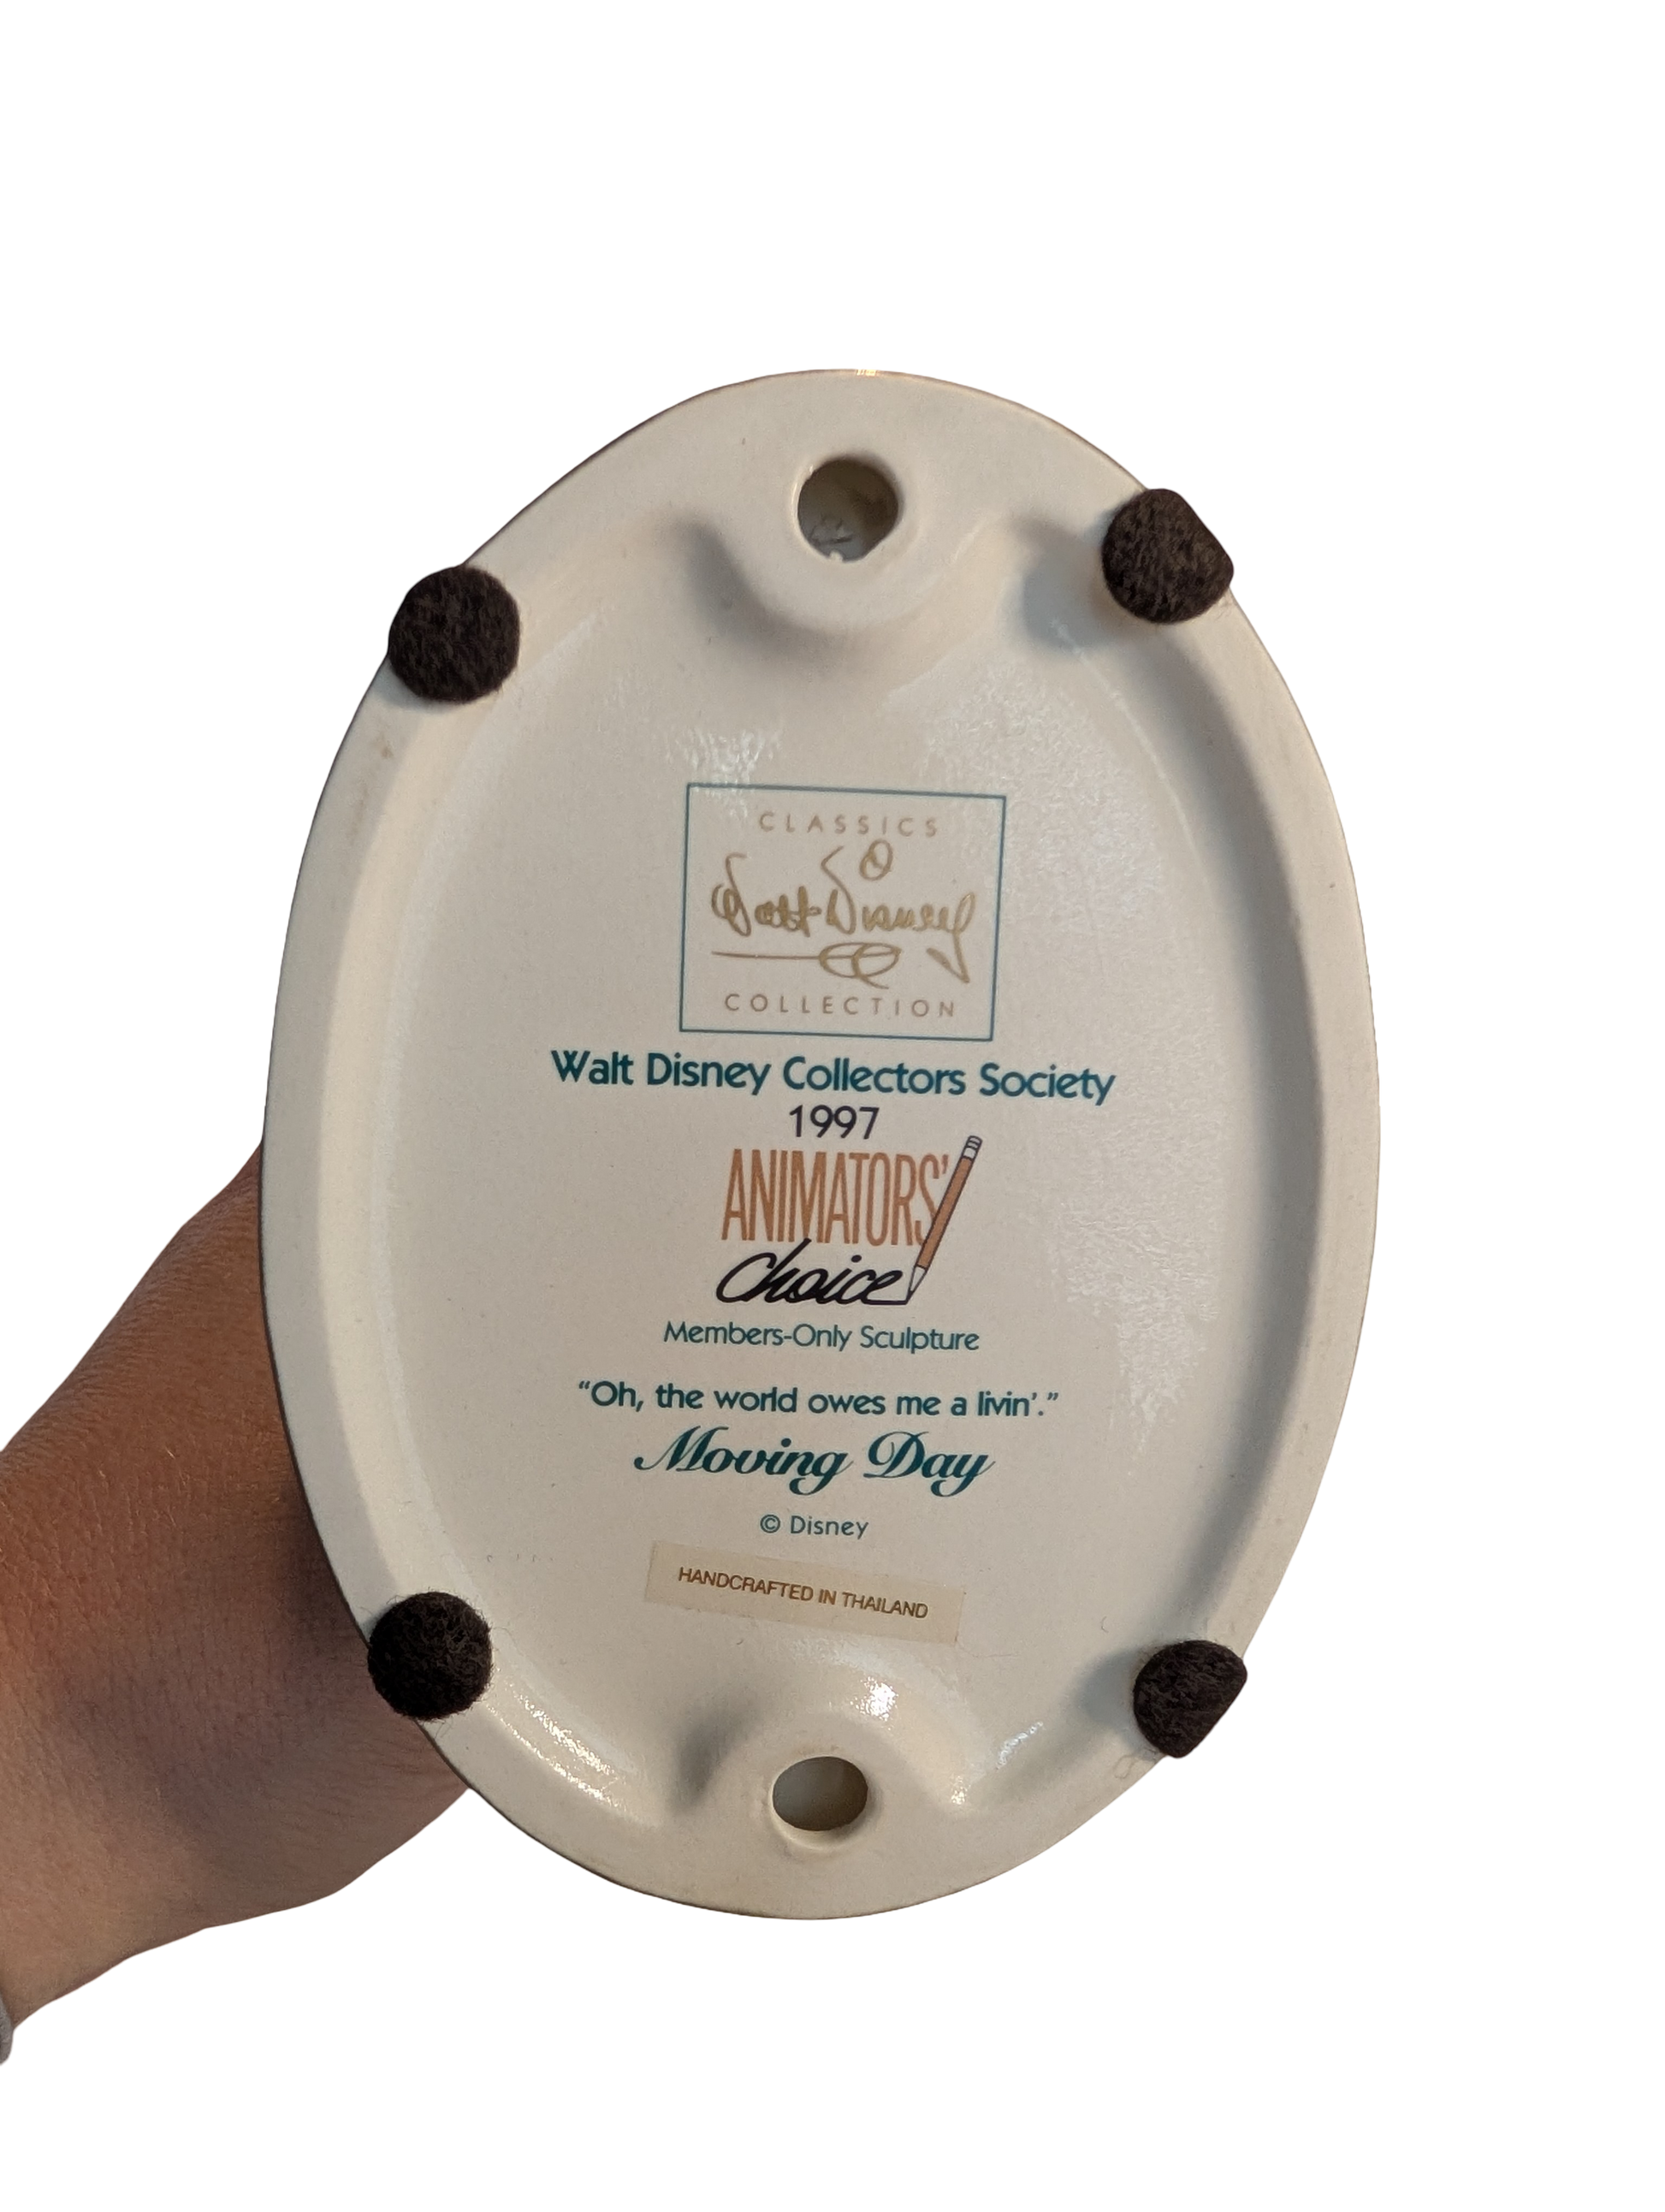 CLASSICS
Walt Disney
COLLECTION
Walt Disney Collectors Society
1997
ANIMATORS'
Choice
Members-Only Sculpture
“Oh, the world owes me a livin'.”
Moving Day
© Disney
HANDCRAFTED IN THAILAND